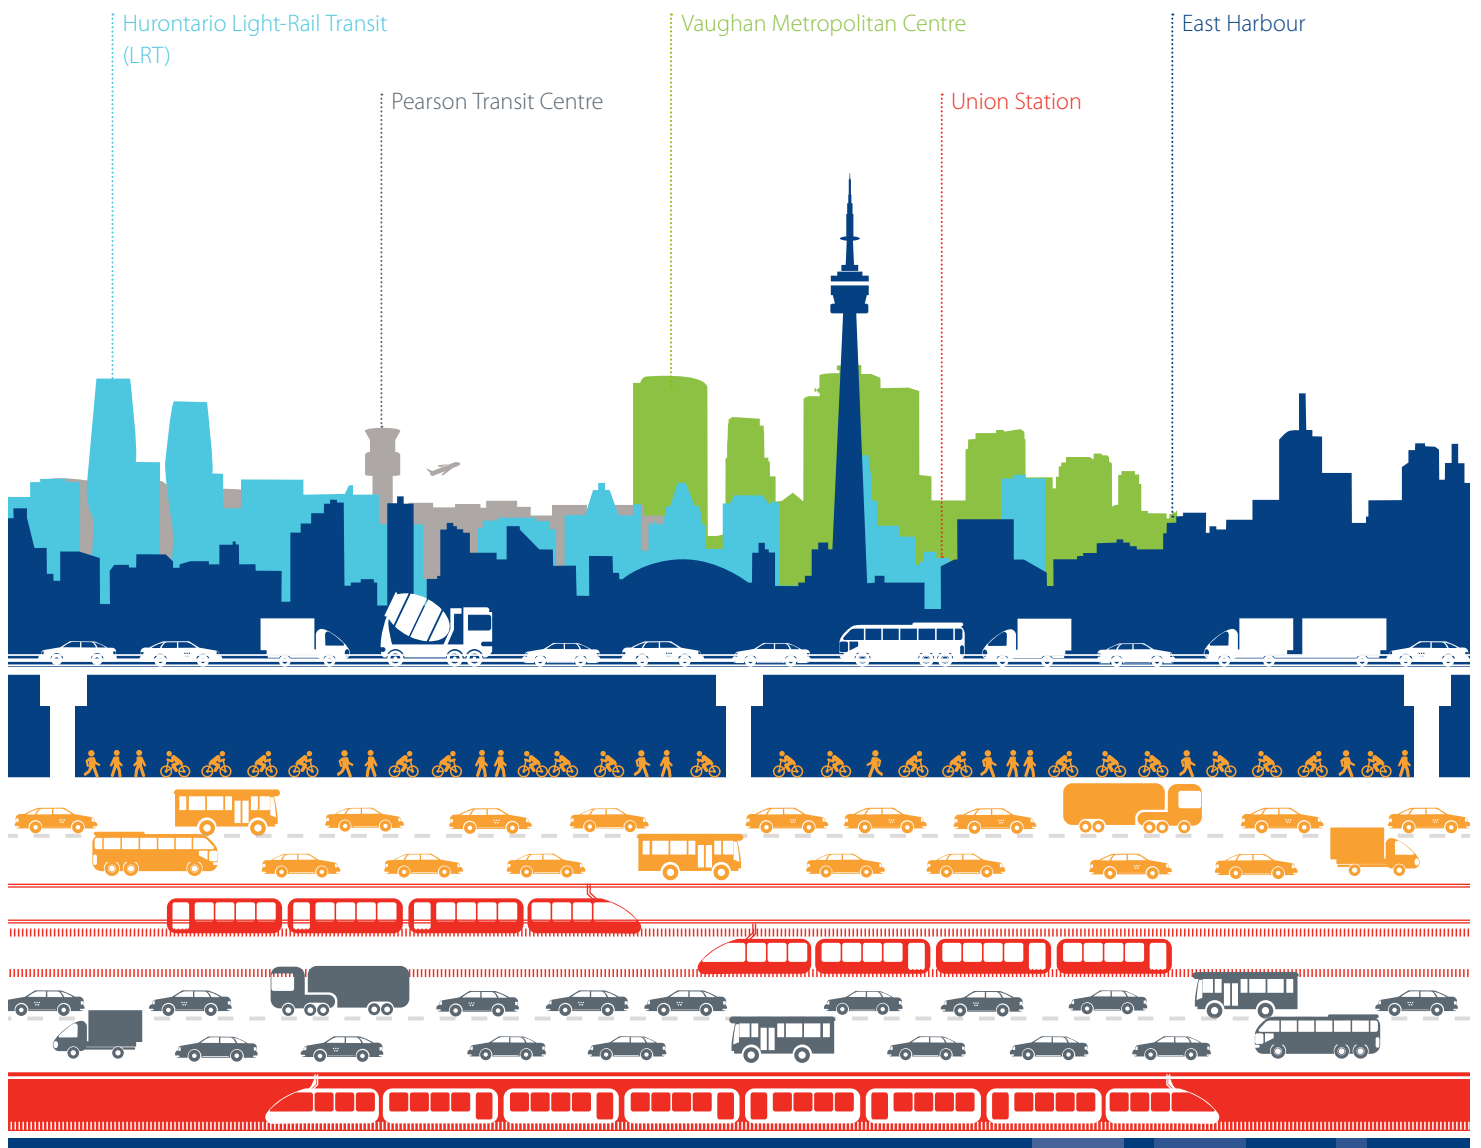 Hurontario Light-Rail Transit
(LRT)
Vaughan Metropolitan Centre
East Harbour
Pearson Transit Centre
Union Station